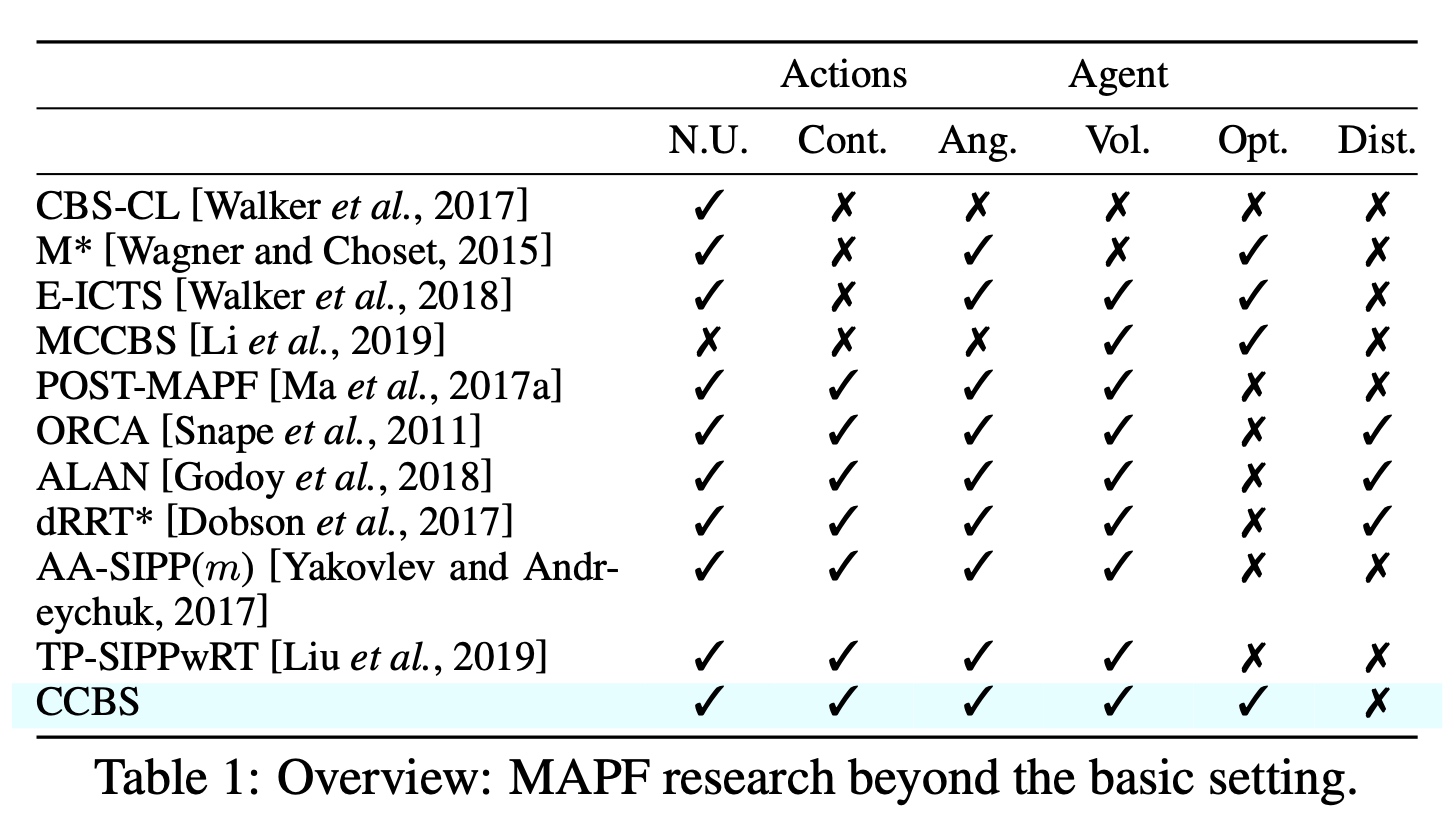 Actions Agent
N.U. Cont. Ang. Vol. Opt. Dist.
CBS-CL [Walker et al., 2017] ✓ ✗ ✗ ✗ ✗ ✗
M* [Wagner and Choset, 2015] ✓ ✗ ✓ ✗ ✓ ✗
E-ICTS [Walker et al., 2018] ✓ ✗ ✓ ✓ ✓ ✗
MCCBS [Li et al., 2019] ✗ ✗ ✗ ✓ ✓ ✗
POST-MAPF [Ma et al., 2017a] ✓ ✓ ✓ ✓ ✗ ✗
ORCA [Snape et al., 2011] ✓ ✓ ✓ ✓ ✗ ✓
ALAN [Godoy et al., 2018] ✓ ✓ ✓ ✓ ✗ ✓
dRRT* [Dobson et al., 2017] ✓ ✓ ✓ ✓ ✗ ✓
AA-SIPP(m) [Yakovlev and Andr- ✓ ✓ ✓ ✓ ✗ ✗
eychuk, 2017]
TP-SIPPwRT [Liu et al., 2019] ✓ ✓ ✓ ✓ ✗ ✗
CCBS ✓ ✓ ✓ ✓ ✓ ✗
Table 1: Overview: MAPF research beyond the basic setting.